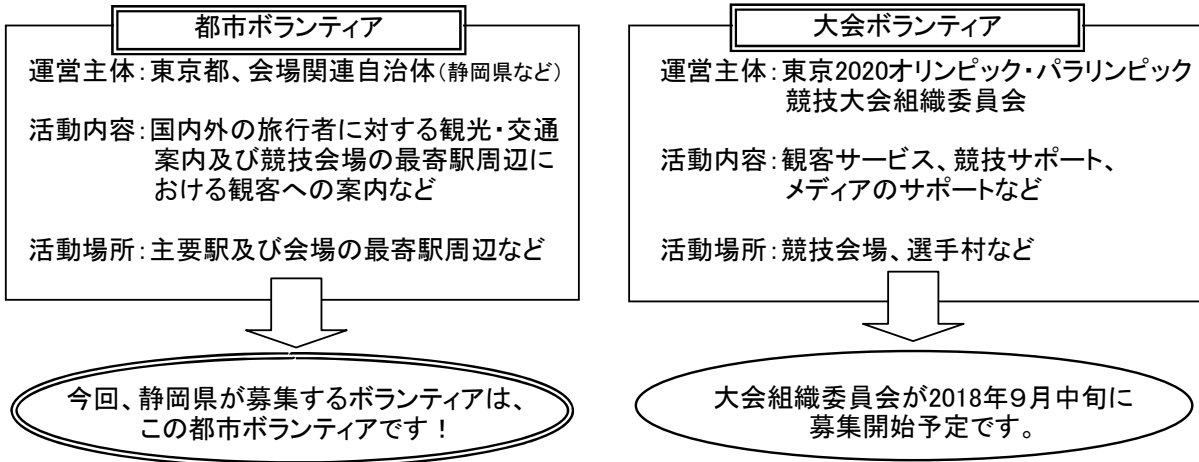 都市ボランティア
運営主体：東京都、会場関連自治体（静岡県など）
活動内容：国内外の旅行者に対する観光・交通
案内及び競技会場の最寄駅周辺に
おける観客への案内など
活動場所：主要駅及び会場の最寄駅周辺など
今回、静岡県が募集するボランティアは、
この都市ボランティアです！
大会ボランティア
運営主体：東京2020オリンピック・パラリンピック
競技大会組織委員会
活動内容：観客サービス、競技サポート、
メディアのサポートなど
活動場所：競技会場、選手村など
大会組織委員会が2018年９月中旬に
募集開始予定です。